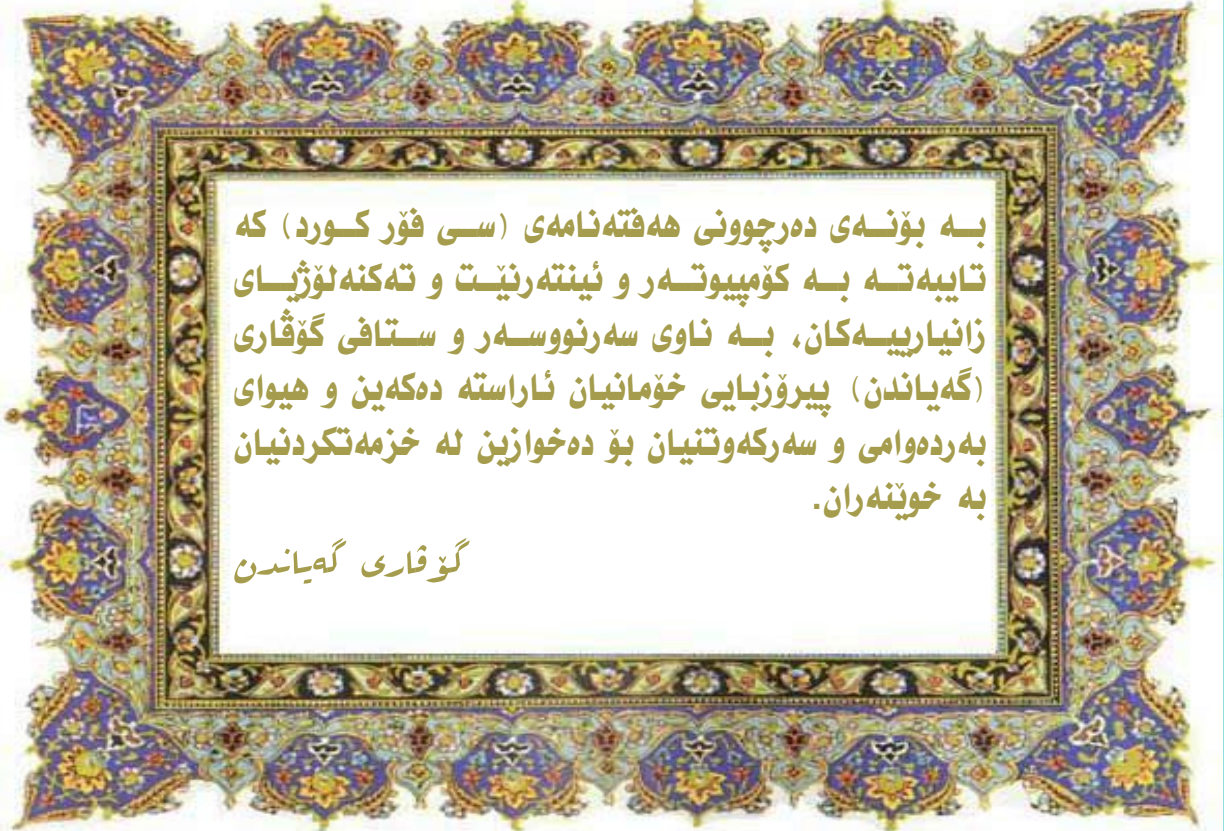 بە بۆنەی دەرچوونی هەفتەنامەی (سی فۆر کورد) کە
تایبەتە بە کۆمپیوتەر و ئینتەرنێت و تەکنەلۆژیای
زانیارییەکان، بە ناوی سەرنووسەر و ستافی گۆڤاری
(گەیاندن) پیرۆزبایی خۆمانیان ئاراستە دەکەین و هیوای
بەردەوامی و سەرکەوتنیان بۆ دەخوازین لە خزمەتکردنیان
بە خوێنەران.
گۆڤاری گەیاندن